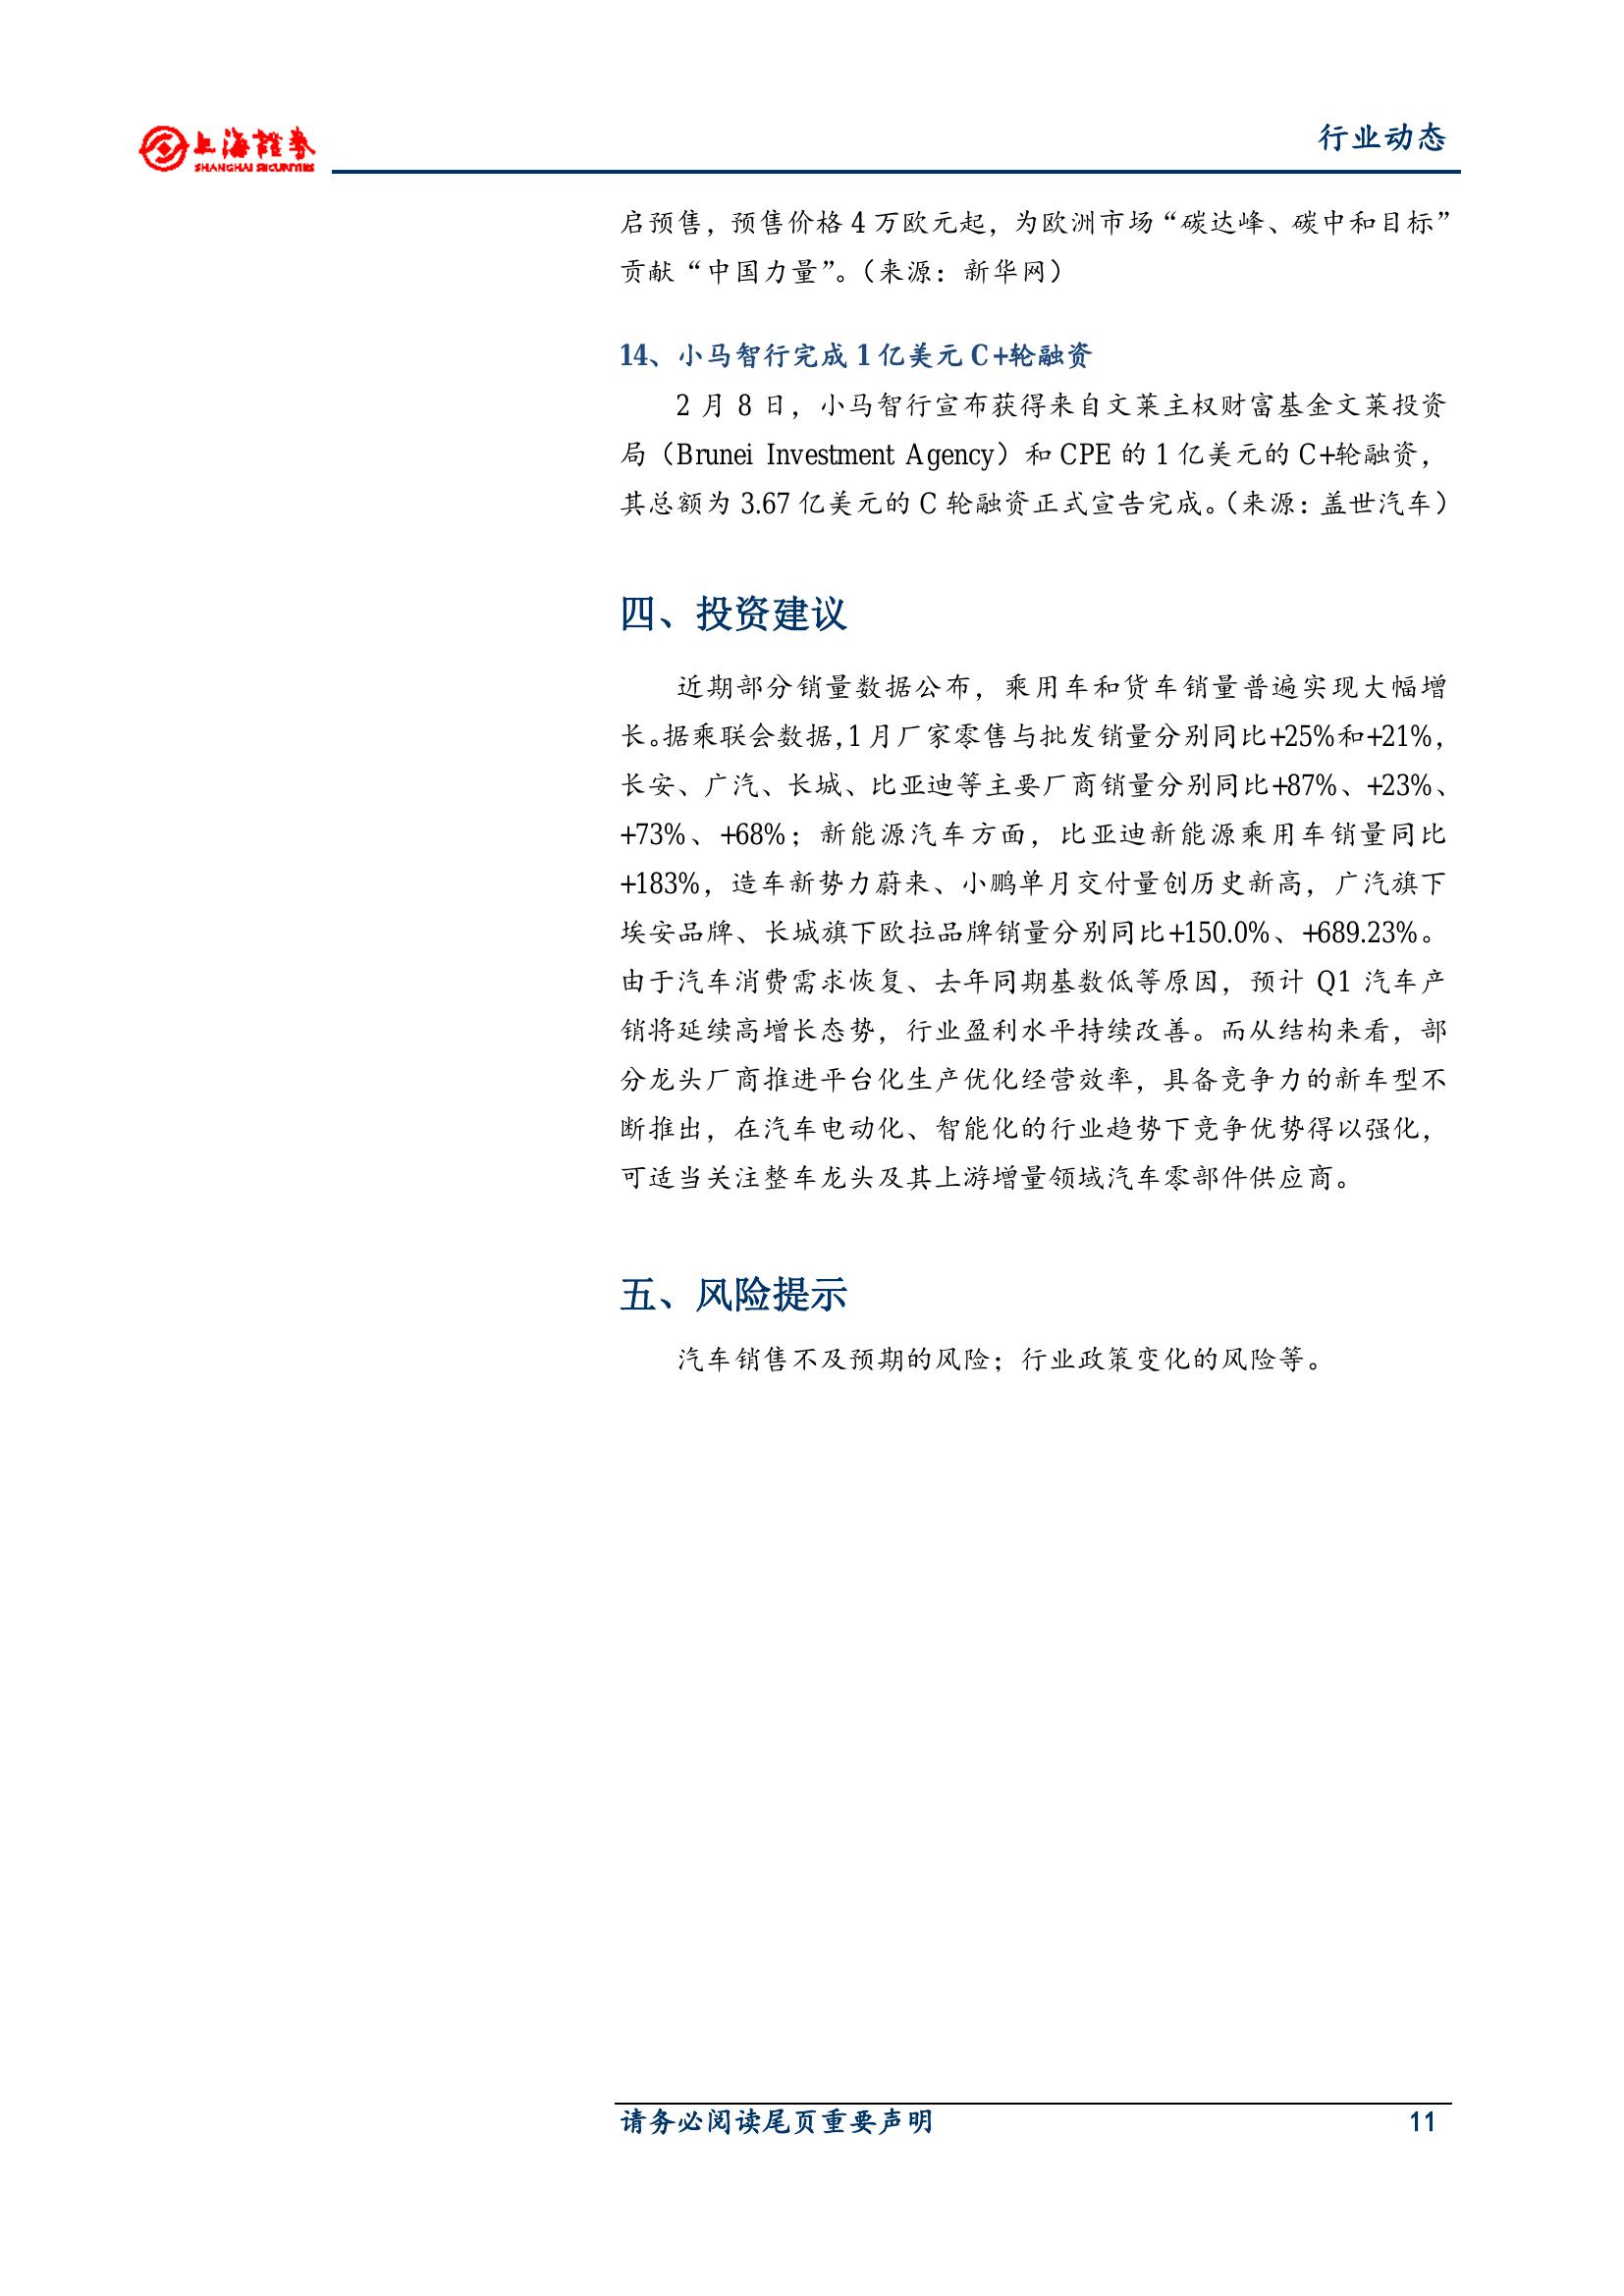 上海證券
SHANGHAI SECURITIES
行业动态
启预售，预售价格 4 万欧元起，为欧洲市场“碳达峰、碳中和目标”
贡献“中国力量”。（来源：新华网）
14、小马智行完成 1 亿美元 C+轮融资
2 月 8 日，小马智行宣布获得来自文莱主权财富基金文莱投资
局（Brunei Investment Agency）和 CPE 的 1 亿美元的 C+轮融资，
其总额为 3.67 亿美元的 C 轮融资正式宣告完成。（来源：盖世汽车）
四、投资建议
近期部分销量数据公布，乘用车和货车销量普遍实现大幅增
长。据乘联会数据，1 月厂家零售与批发销量分别同比+25%和+21%，
长安、广汽、长城、比亚迪等主要厂商销量分别同比+87%、+23%、
+73%、+68%；新能源汽车方面，比亚迪新能源乘用车销量同比
+183%，造车新势力蔚来、小鹏单月交付量创历史新高，广汽旗下
埃安品牌、长城旗下欧拉品牌销量分别同比+150.0%、+689.23%。
由于汽车消费需求恢复、去年同期基数低等原因，预计 Q1 汽车产
销将延续高增长态势，行业盈利水平持续改善。而从结构来看，部
分龙头厂商推进平台化生产优化经营效率，具备竞争力的新车型不
断推出，在汽车电动化、智能化的行业趋势下竞争优势得以强化，
可适当关注整车龙头及其上游增量领域汽车零部件供应商。
五、风险提示
汽车销售不及预期的风险；行业政策变化的风险等。
请务必阅读尾页重要声明
11